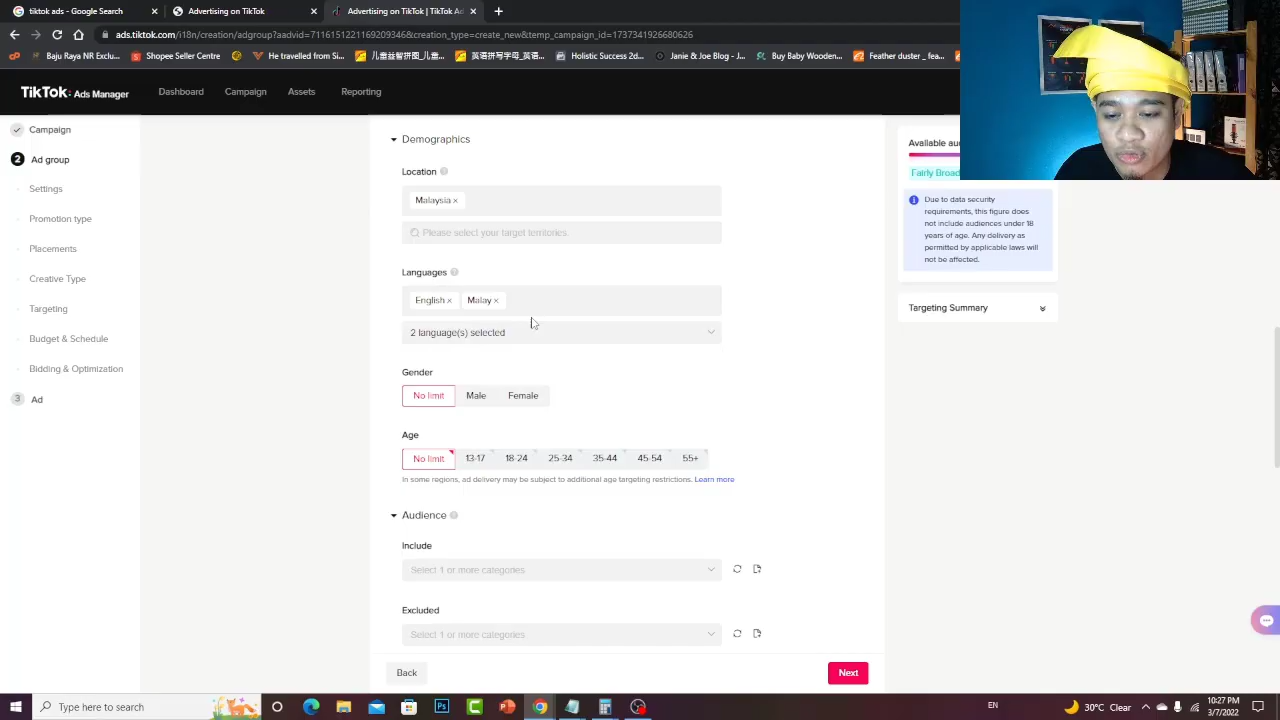 tiktok ads - Google Search
Advertising on TikTok
Advertising on TikTok | TikTok Ad
ads.tiktok.com/i18n/creation/adgroup?
Baju Raya NR Exclu...
Shopee Seller Centre
He travelled from Si...
Holistic Success 2d...
Janie & Joe Blog – J...
Buy Baby Wooden...
Feather duster _ fea...
TikTok: Ads Manager
Dashboard
Campaign
Assets
Reporting
Campaign
2 Ad group
Settings
Promotion type
Placements
Creative Type
Targeting
Budget & Schedule
Bidding & Optimization
3 Ad
Demographics
Location
Malaysia ×
Please select your target territories.
Languages
English × Malay ×
2 language(s) selected
Gender
No limit Male Female
Age
No limit 13-17 18-24 25-34 35-44 45-54 55+
In some regions, ad delivery may be subject to additional age targeting restrictions. Learn more
Audience
Include
Select 1 or more categories
Excluded
Select 1 or more categories
Back
Next
Available au
Fairly Broad
Due to data security
requirements, this figure does
not include audiences under 18
years of age. Any delivery as
permitted by applicable laws will
not be affected.
Targeting Summary
Type here to search
Ps
30°C Clear
EN
10:27 PM
3/7/2022